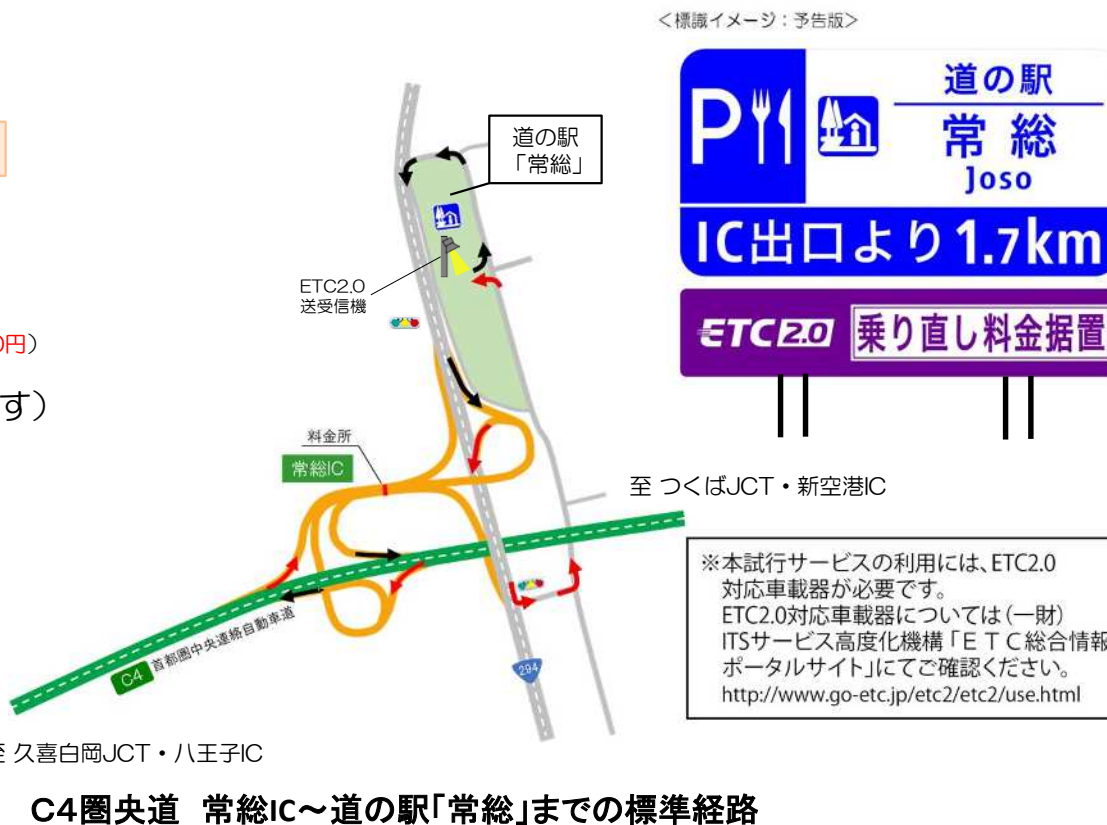 ＜標識イメージ：予告版＞
道の駅
常総
Joso
P
IC出口より1.7km
ETC2.0 乗り直し料金据置
道の駅
「常総」
ETC2.0
送受信機
0円）
す）
料金所
常総IC
至 つくばJCT・新空港IC
※本試行サービスの利用には、ETC2.0
対応車載器が必要です。
ETC2.0対応車載器については（一財）
ITSサービス高度化機構「ＥＴＣ総合情報
ポータルサイト」にてご確認ください。
http://www.go-etc.jp/etc2/etc2/use.html
C4 首都圏中央連絡自動車道
294
至 久喜白岡JCT・八王子IC
C4圏央道 常総IC～道の駅「常総」までの標準経路